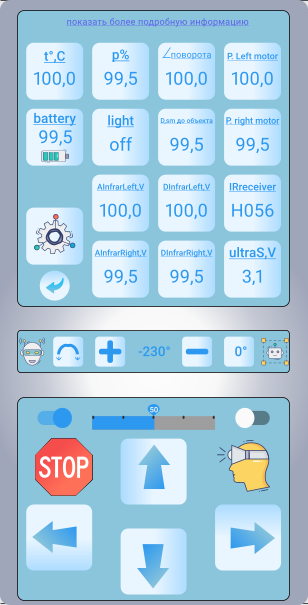 показать более подробную информацию
t°,C p% ∠поворота P. Left motor
100,0 99,5 100,0 100,0
battery light D,sm до объекта P. right motor
99,5 off 99,5 99,5
AInfrarLeft,V DInfrarLeft,V IRreceiver
100,0 100,0 H056
AInfrarRight,V DInfrarRight,V ultraS,V
99,5 99,5 3,1
-230° 0°
50
STOP